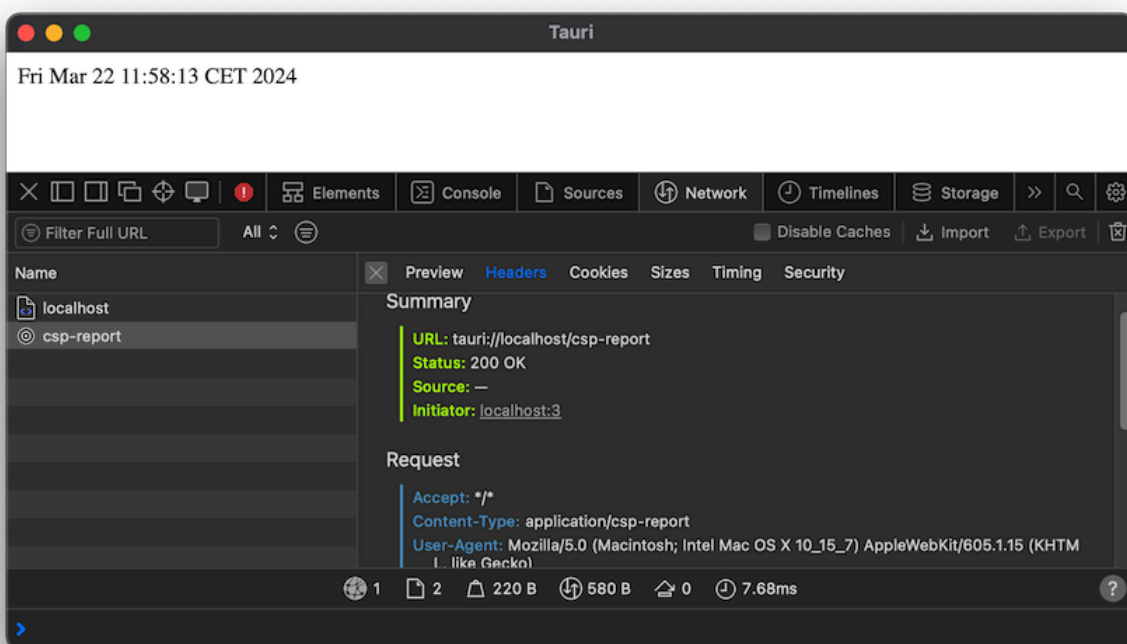 Tauri
Fri Mar 22 11:58:13 CET 2024
Elements Console Sources Network Timelines Storage
Filter Full URL All Disable Caches Import Export
Name Preview Headers Cookies Sizes Timing Security
localhost
csp-report
Summary
URL: tauri://localhost/csp-report
Status: 200 OK
Source: —
Initiator: localhost:3
Request
Accept: */*
Content-Type: application/csp-report
User-Agent: Mozilla/5.0 (Macintosh; Intel Mac OS X 10_15_7) AppleWebKit/605.1.15 (KHTM
L, like Gecko)
1 2 220 B 580 B 0 7.68ms ?